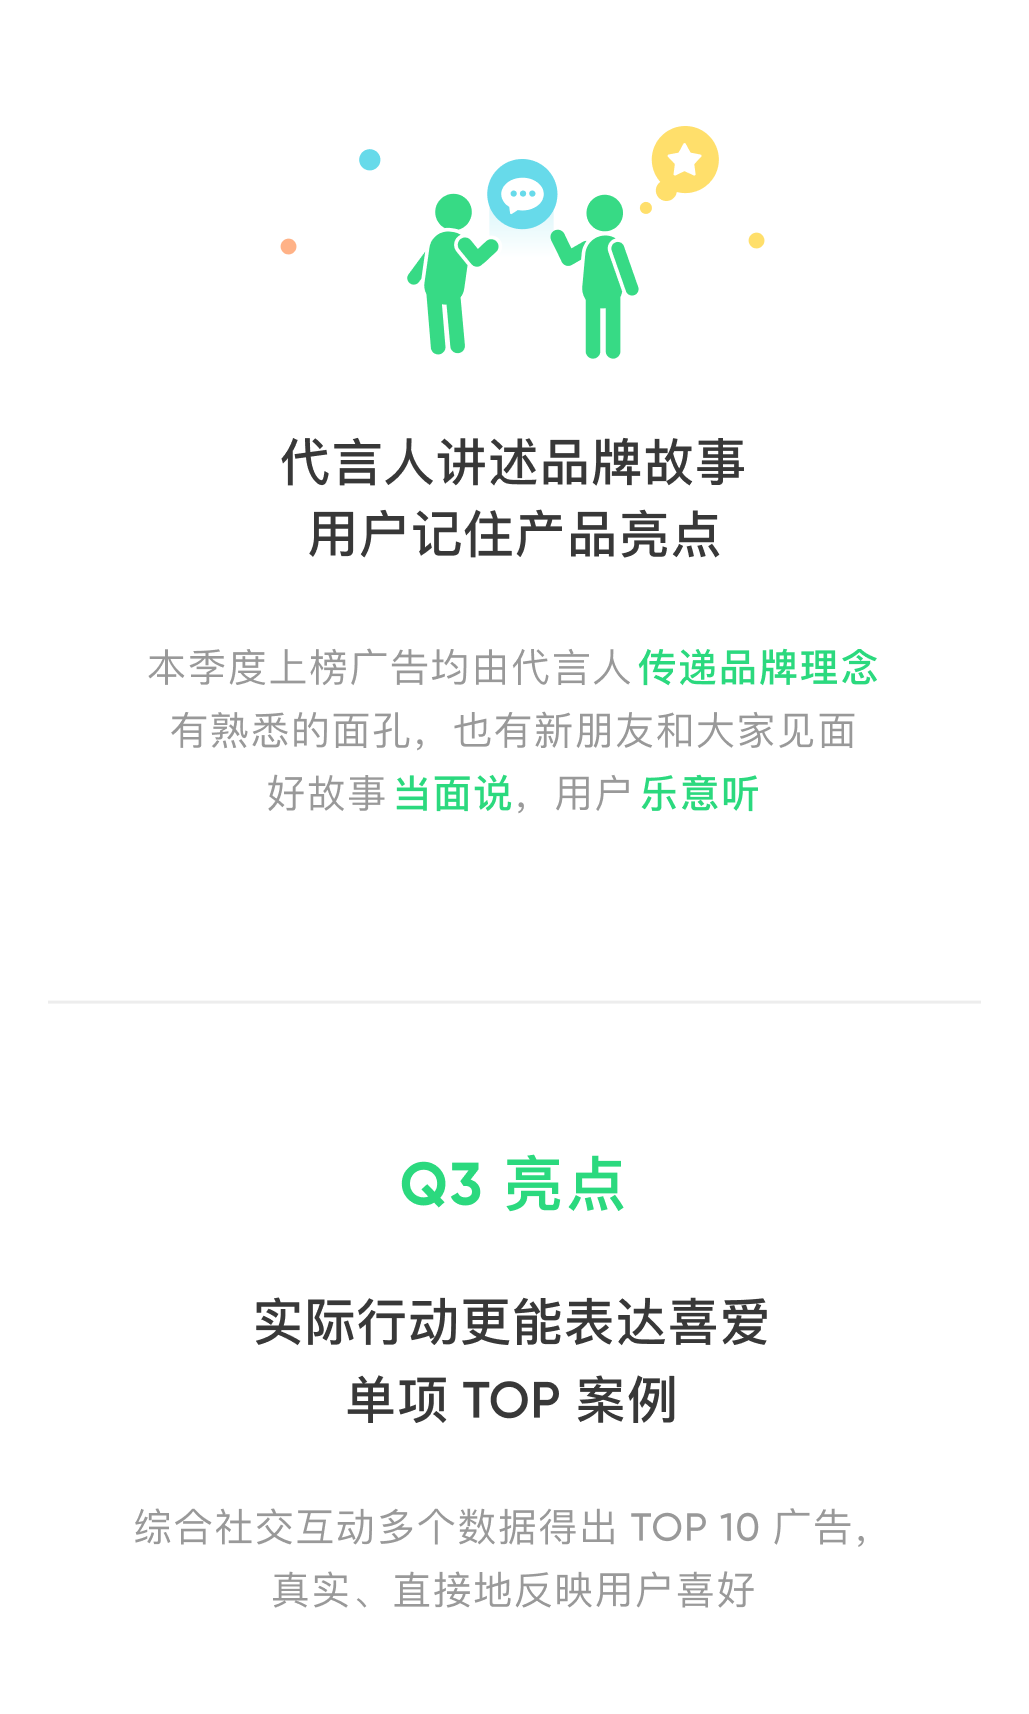 代言人讲述品牌故事
用户记住产品亮点
本季度上榜广告均由代言人传递品牌理念
有熟悉的面孔，也有新朋友和大家见面
好故事当面说，用户乐意听
Q3 亮点
实际行动更能表达喜爱
单项 TOP 案例
综合社交互动多个数据得出 TOP 10 广告，
真实、直接地反映用户喜好